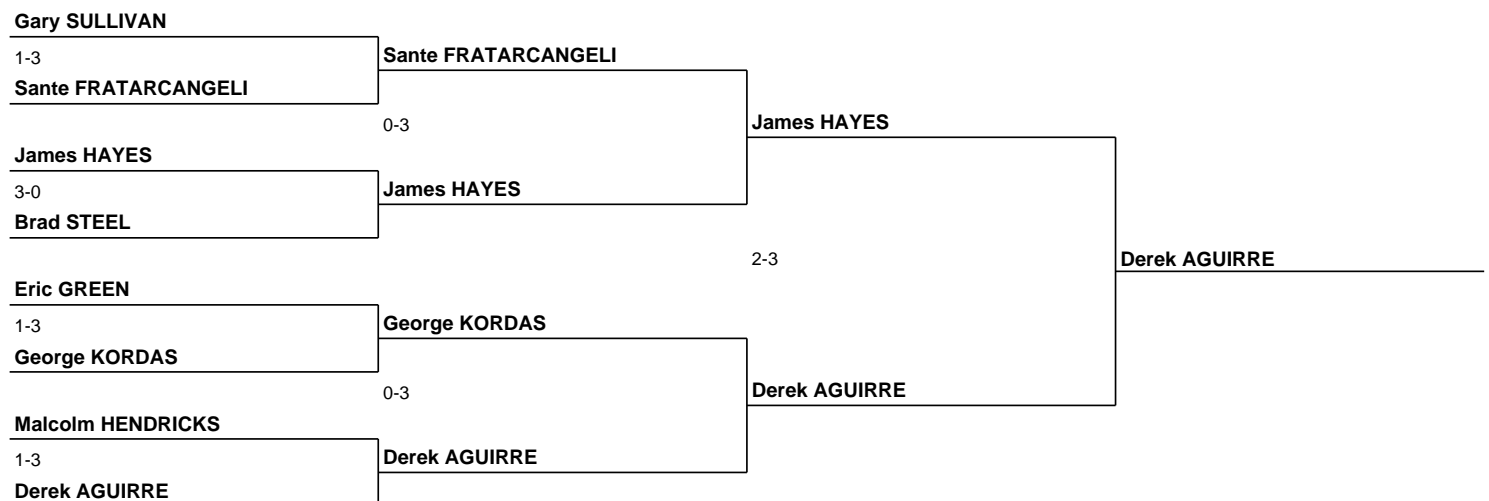 Gary SULLIVAN
1-3
Sante FRATARCANGELI
Sante FRATARCANGELI
0-3
James HAYES
James HAYES
3-0
James HAYES
Brad STEEL
2-3
Derek AGUIRRE
Eric GREEN
1-3
George KORDAS
George KORDAS
0-3
Derek AGUIRRE
Malcolm HENDRICKS
1-3
Derek AGUIRRE
Derek AGUIRRE